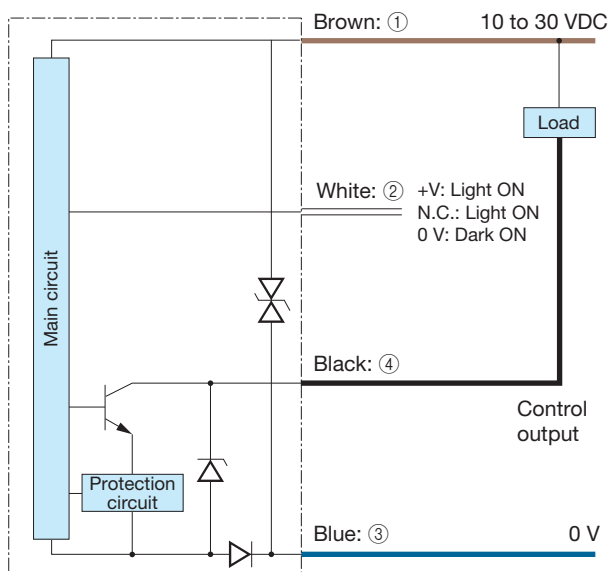 Brown: ① 10 to 30 VDC
Load
White: ② +V: Light ON
N.C.: Light ON
0 V: Dark ON
Main circuit
Black: ④
Control
output
Protection
circuit
Blue: ③ 0 V